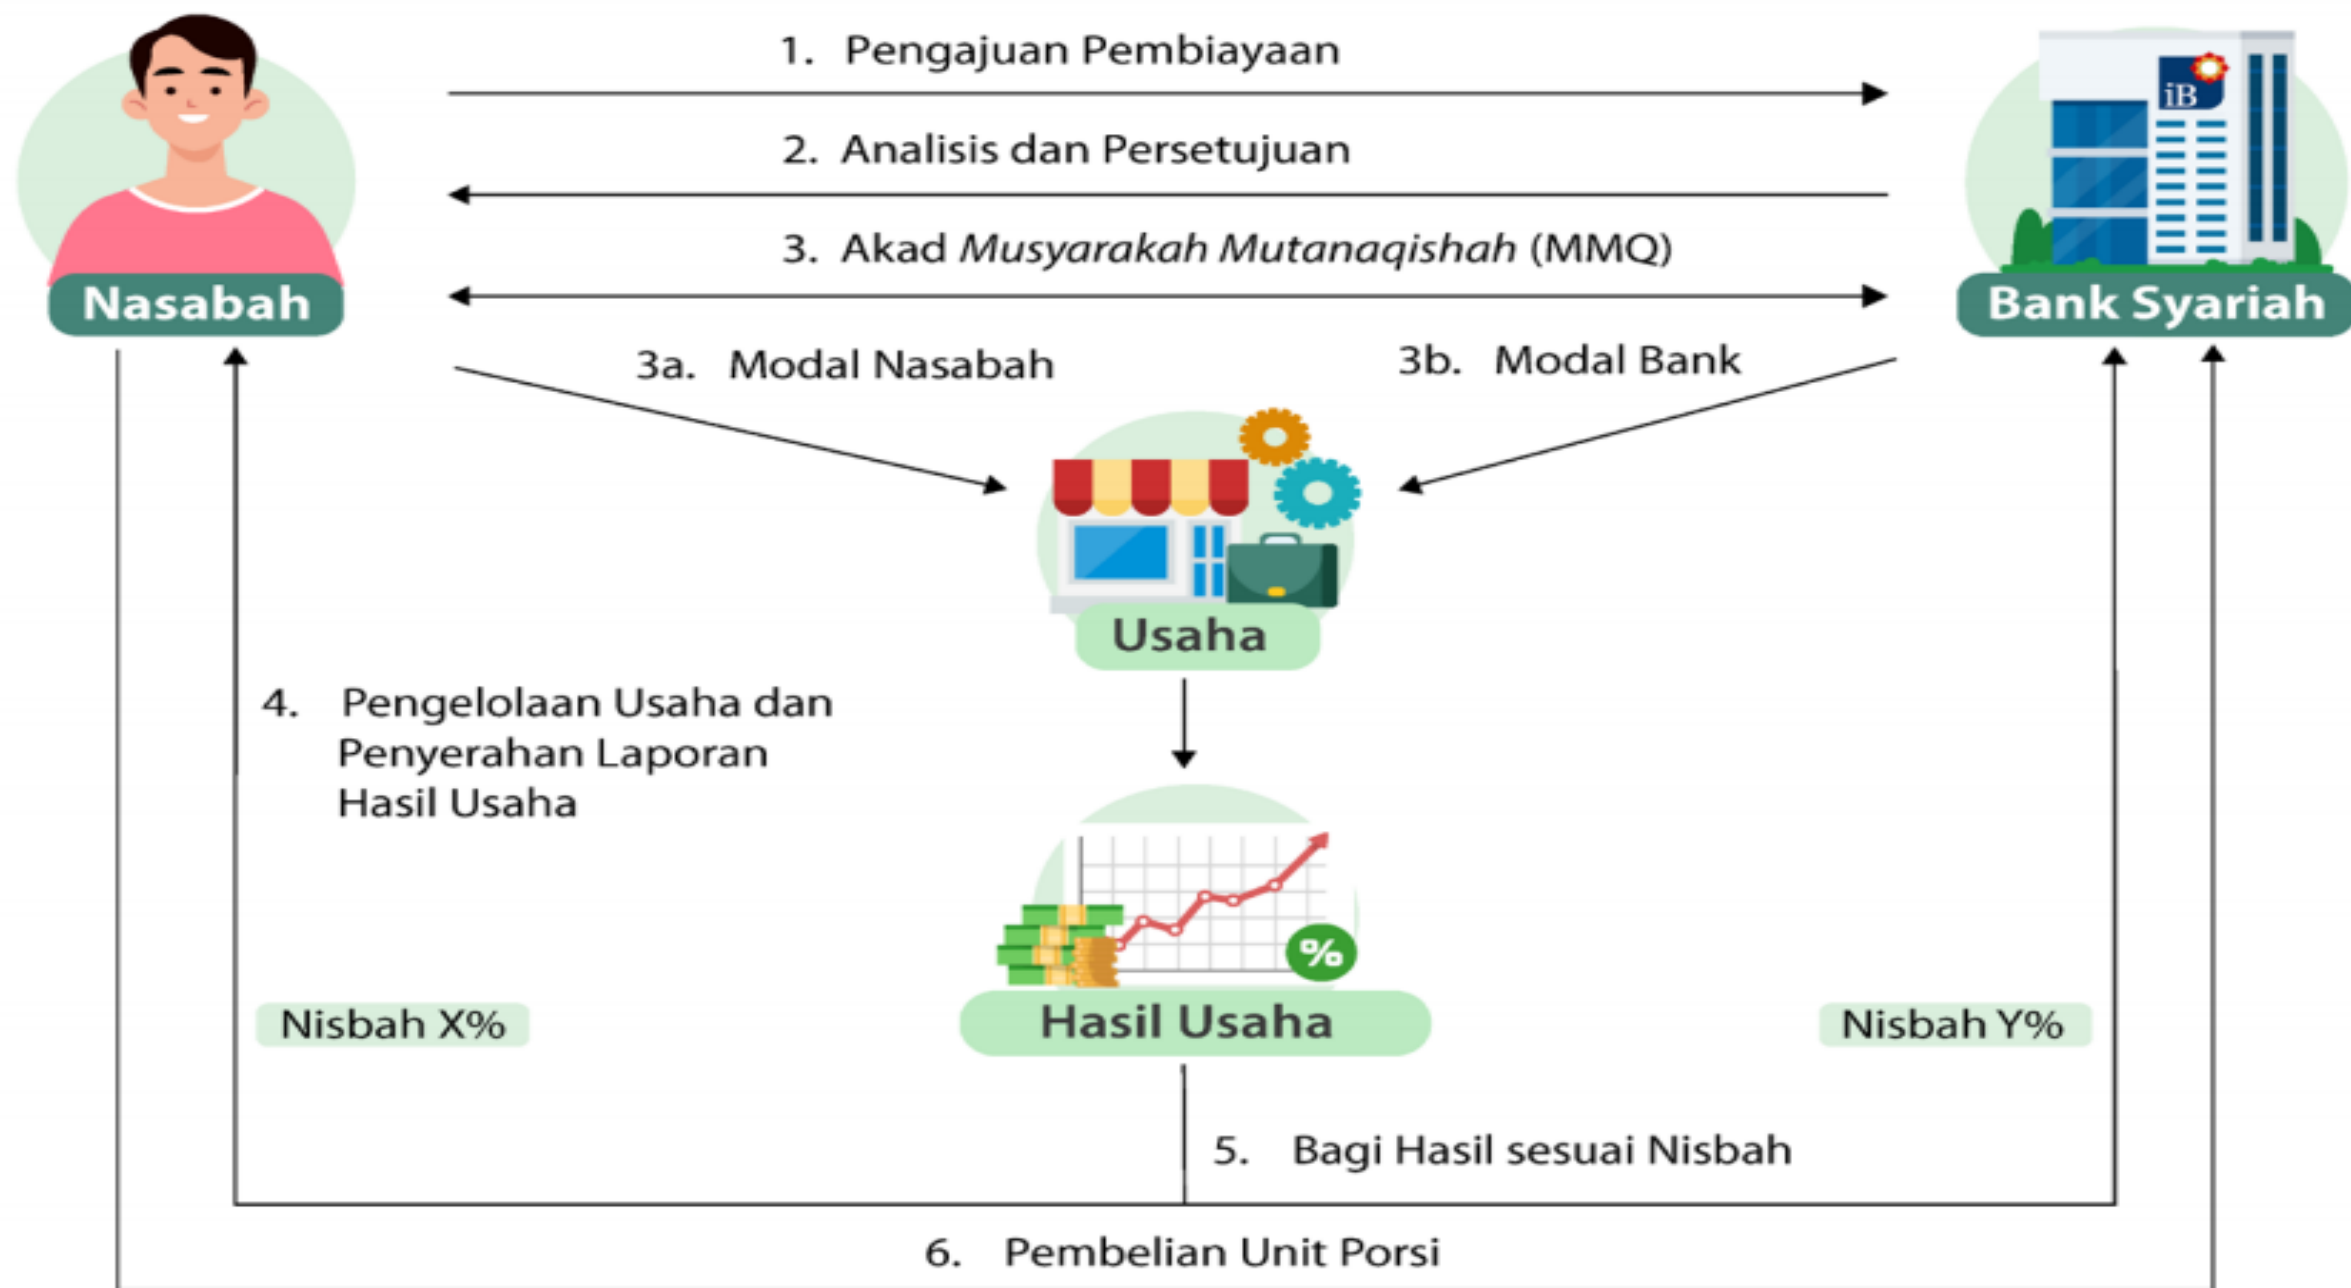 1. Pengajuan Pembiayaan
iB
2. Analisis dan Persetujuan
3. Akad Musyarakah Mutanaqishah (MMQ)
Nasabah
Bank Syariah
3a. Modal Nasabah
3b. Modal Bank
Usaha
4. Pengelolaan Usaha dan
Penyerahan Laporan
Hasil Usaha
%
Nisbah X%
Hasil Usaha
Nisbah Y%
5. Bagi Hasil sesuai Nisbah
6. Pembelian Unit Porsi